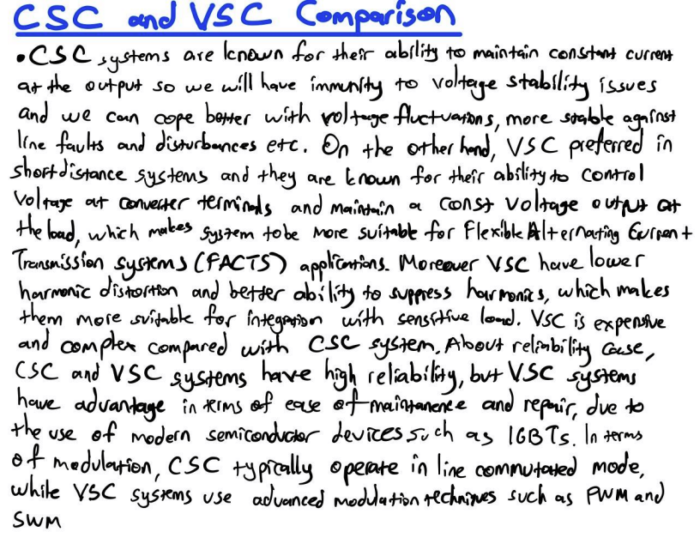 CSC and VSC Comparison
• CSC systems are known for their ability to maintain constant current
at the output so we will have immunity to voltage stability issues
and we can cope better with voltage fluctuations, more stable against
line faults and disturbances etc. On the other hand, VSC preferred in
short distance systems and they are known for their ability to control
Voltage at converter terminals and maintain a const voltage output at
the load, which makes system to be more suitable for Flexible Alternating Current
Transmission Systems (FACTS) applications. Moreover VSC have lower
harmonic distortion and better ability to suppress harmonics, which makes
them more suitable for integration with sensitive load. VSC is expensive
and complex compared with CSC system. About reliability case,
CSC and VSC systems have high reliability, but VSC systems
have advantage in terms of ease of maintanence and repair, due to
the use of modern semiconductor devices such as IGBTs. In terms
of modulation, CSC typically operate in line commutated mode,
while VSC systems use advanced modulation techniques such as PWM and
SWM